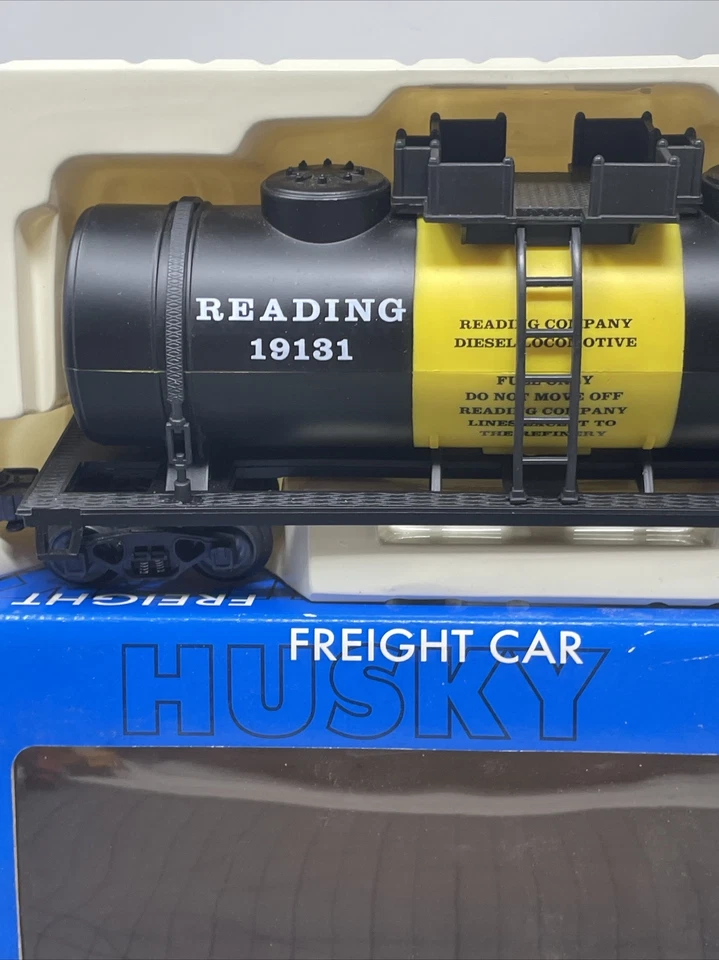 READING
19131
READING COMPANY
DIESEL LOCOMOTIVE
FUEL ONLY
DO NOT MOVE OFF
READING COMPANY
LINES EXCEPT TO
THE REFINERY
FREIGHT
FREIGHT CAR
HUSKY